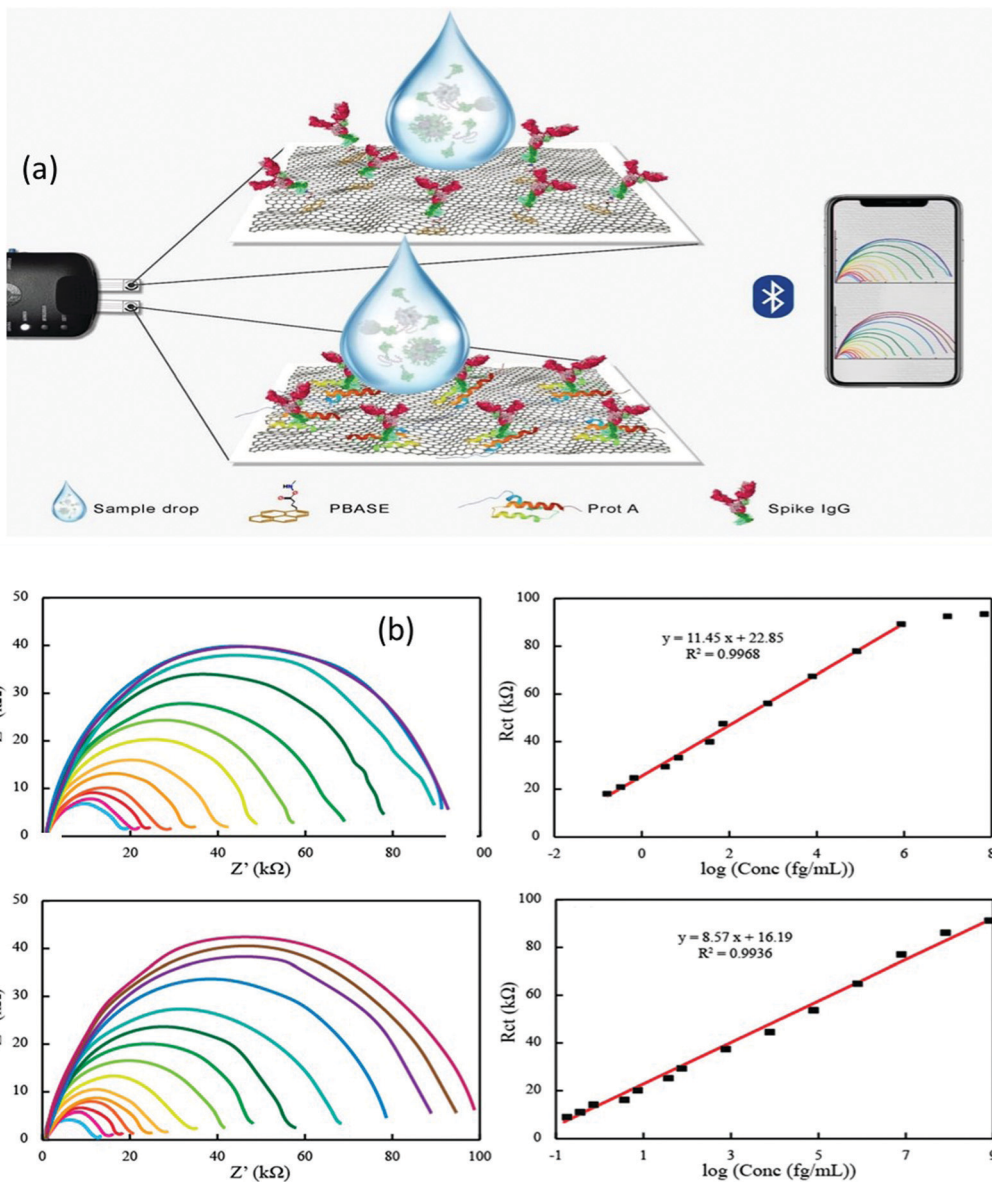 (a)
Sample drop
PBASE
Prot A
Spike IgG
(b)
50
40
30
20
10
0
20
40
60
80
00
Z' (kΩ)
100
80
60
40
20
0
-2
0
2
4
6
8
y = 11.45 x + 22.85
R² = 0.9968
Rct (kΩ)
log (Conc (fg/mL))
50
40
30
20
10
0
0
20
40
60
80
100
Z' (kΩ)
100
80
60
40
20
0
-1
1
3
5
7
9
y = 8.57 x + 16.19
R² = 0.9936
Rct (kΩ)
log (Conc (fg/mL))